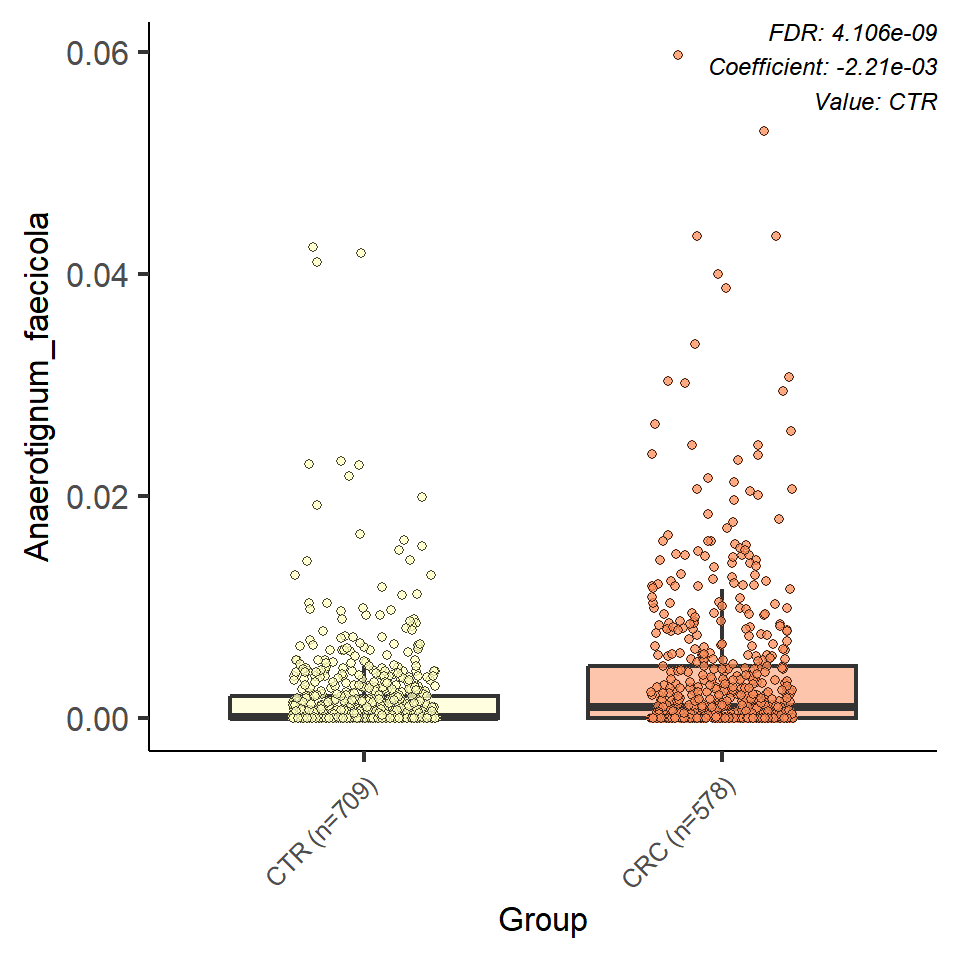 FDR: 4.106e-09
Coefficient: -2.21e-03
Value: CTR
0.06
0.04
0.02
0.00
Anaerotignum_faecicola
CTR (n=709)
CRC (n=578)
Group